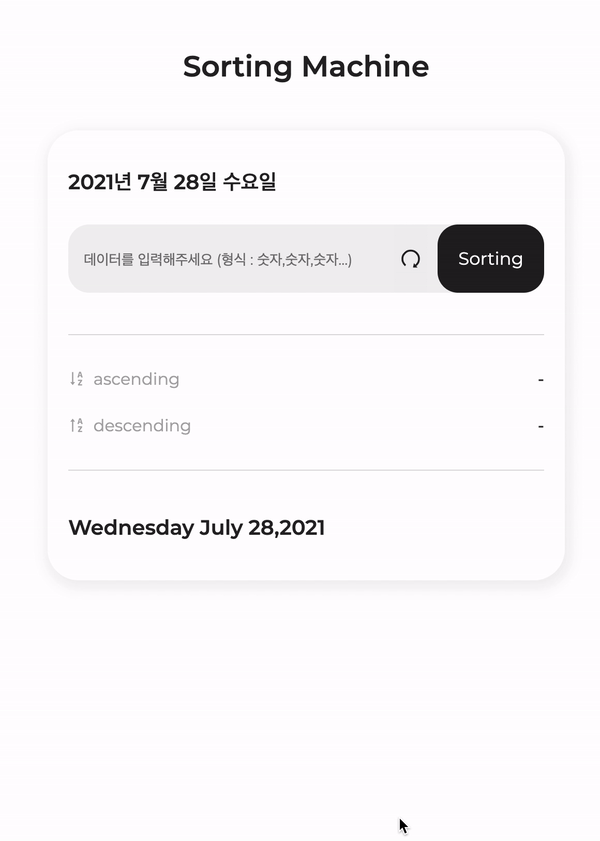 Sorting Machine
2021년 7월 28일 수요일
데이터를 입력해주세요 (형식 : 숫자,숫자,숫자...)
Sorting
ascending
-
descending
-
Wednesday July 28,2021